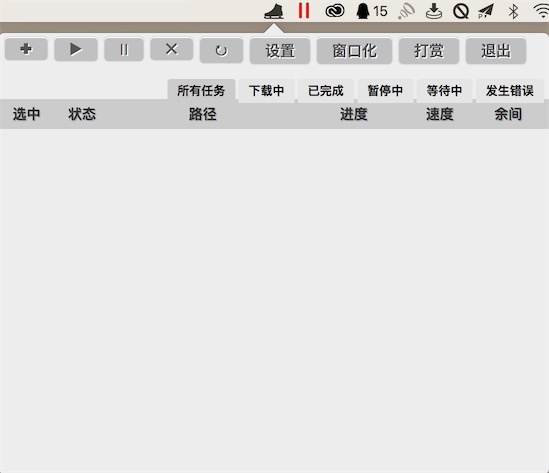 15
设置 窗口化 打赏 退出
所有任务 下载中 已完成 暂停中 等待中 发生错误
选中 状态 路径 进度 速度 余间